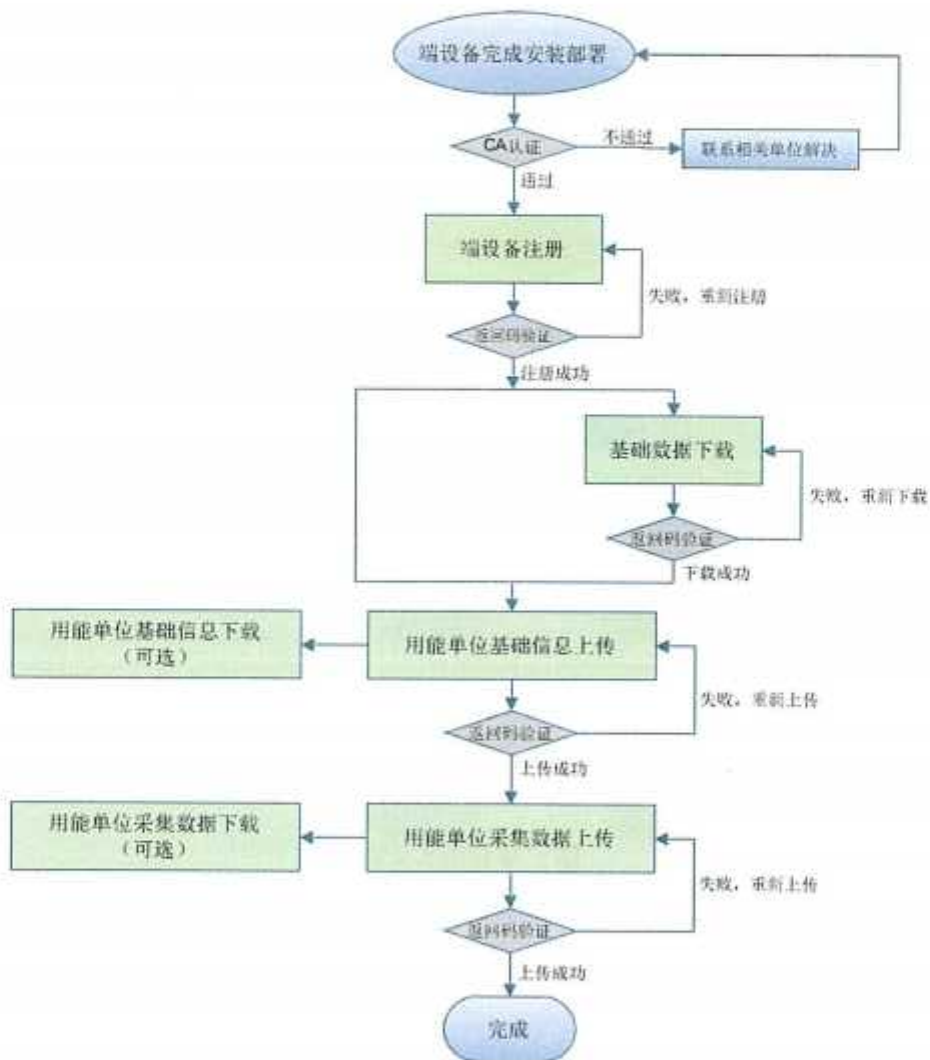 端设备完成安装部署
CA认证
不通过
联系相关单位解决
通过
端设备注册
失败，重新注册
返回码验证
注册成功
基础数据下载
失败，重新下载
返回码验证
下载成功
用能单位基础信息下载
（可选）
用能单位基础信息上传
失败，重新上传
返回码验证
上传成功
用能单位采集数据下载
（可选）
用能单位采集数据上传
失败，重新上传
返回码验证
上传成功
完成